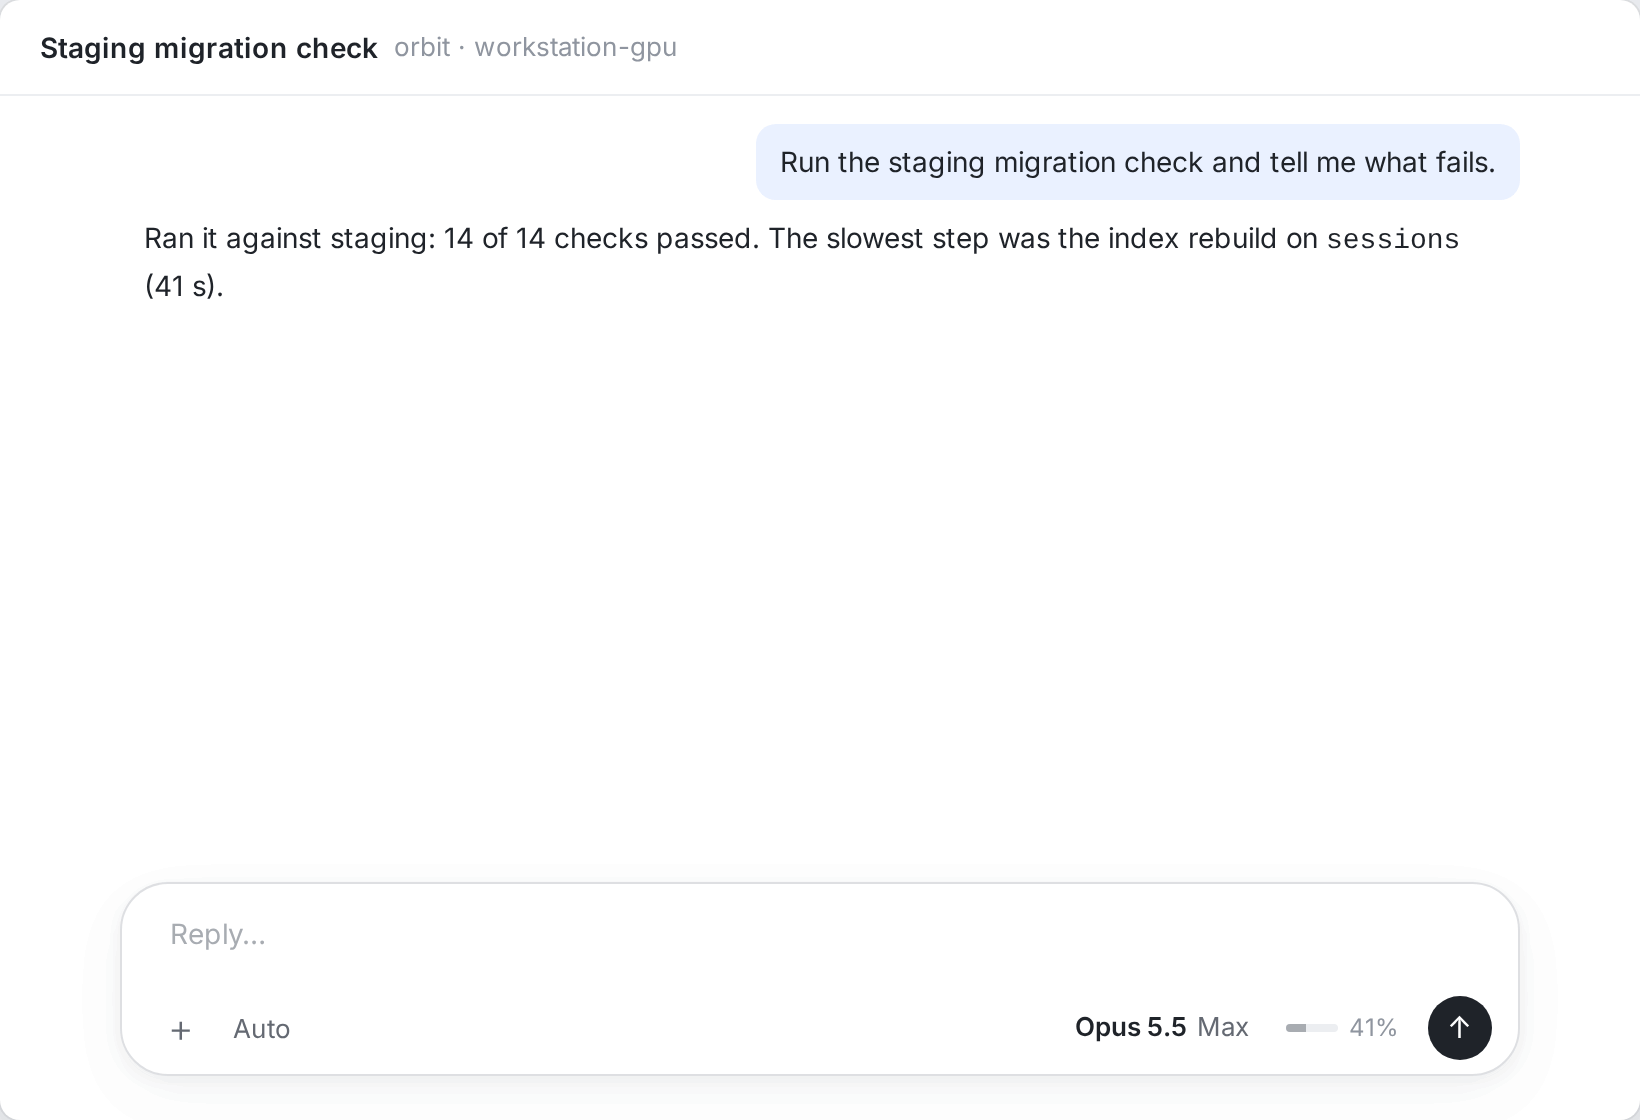 Staging migration check orbit · workstation-gpu
Run the staging migration check and tell me what fails.
Ran it against staging: 14 of 14 checks passed. The slowest step was the index rebuild on sessions
(41 s).
Reply...
+ Auto Opus 5.5 Max 41%